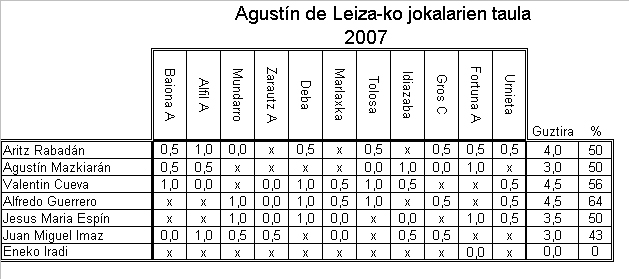 Agustín de Leiza-ko jokalarien taula
2007
Baiona A Alfil A Mundarro Zarautz A Deba Marlaxka Tolosa Idiazaba Gros C Fortuna A Urnieta Guztira %
Aritz Rabadán 0,5 1,0 0,0 x 0,5 x 0,5 x 0,5 0,5 0,5 4,0 50
Agustín Mazkiarán 0,5 0,5 x x x x 0,0 1,0 0,0 1,0 x 3,0 50
Valentin Cueva 1,0 0,0 x 0,0 1,0 0,5 1,0 0,5 x x 0,5 4,5 56
Alfredo Guerrero x x 1,0 0,0 1,0 0,5 1,0 x 0,5 0,5 x 4,5 64
Jesus Maria Espín x x 1,0 0,0 1,0 x x 0,0 x 1,0 0,5 3,5 50
Juan Miguel Imaz 0,0 1,0 0,5 0,5 x 0,0 x 0,5 0,5 x x 3,0 43
Eneko Iradi x x x x x x x x x 0,0 x 0,0 0